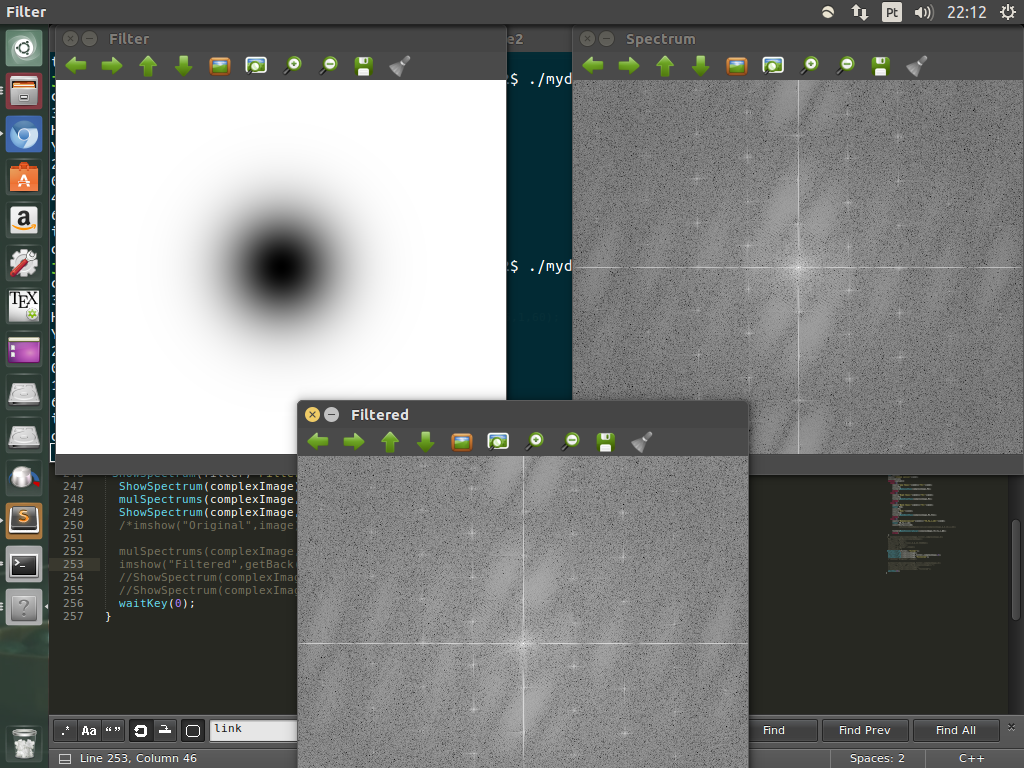 Filter
Pt
22:12
Filter
e2
Spectrum
$ ./myd
$ ./myd
Filtered
247 ShowSpectrum(complexImage
248 mulSpectrums(complexImage
249 ShowSpectrum(complexImage
250 /*imshow("Original",image
251
252 mulSpectrums(complexImage
253 imshow("Filtered",getBack
254 //ShowSpectrum(complexImag
255 //ShowSpectrum(complexImag
256 waitKey(0);
257 }
.* Aa “”
link
Find
Find Prev
Find All
Line 253, Column 46
Spaces: 2
C++